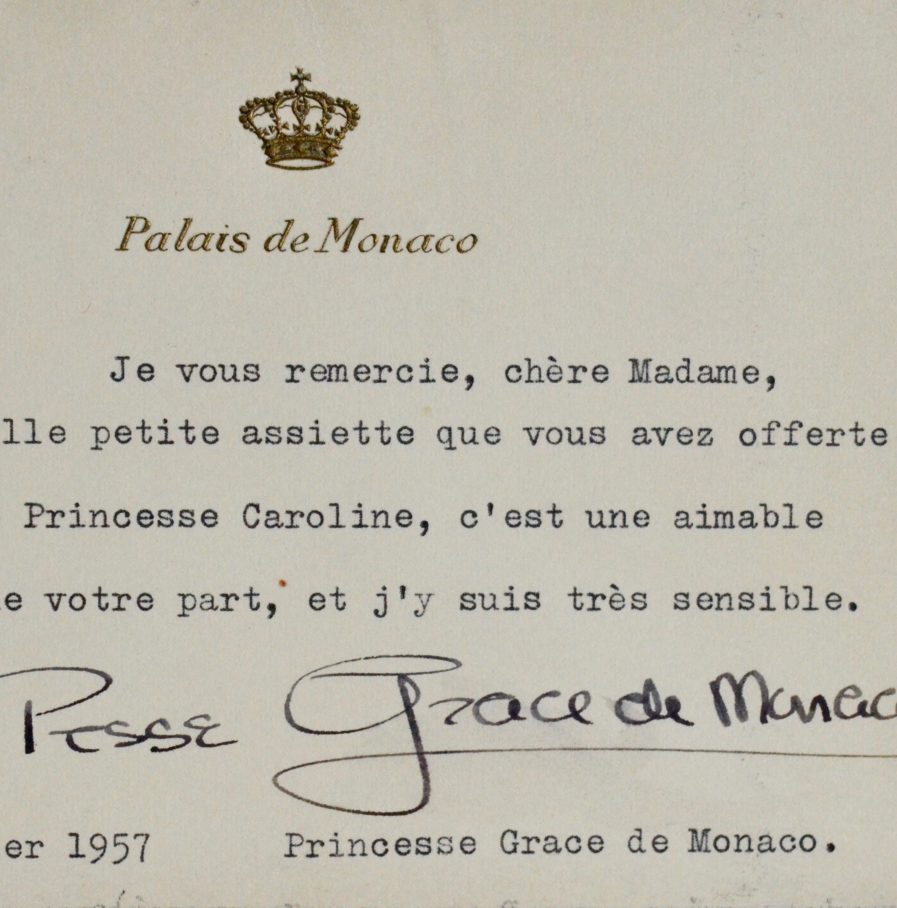 Palais de Monaco
Je vous remercie, chère Madame,
lle petite assiette que vous avez offerte
Princesse Caroline, c'est une aimable
e votre part, et j'y suis très sensible.
Pesse Grace de Monaco
er 1957 Princesse Grace de Monaco.